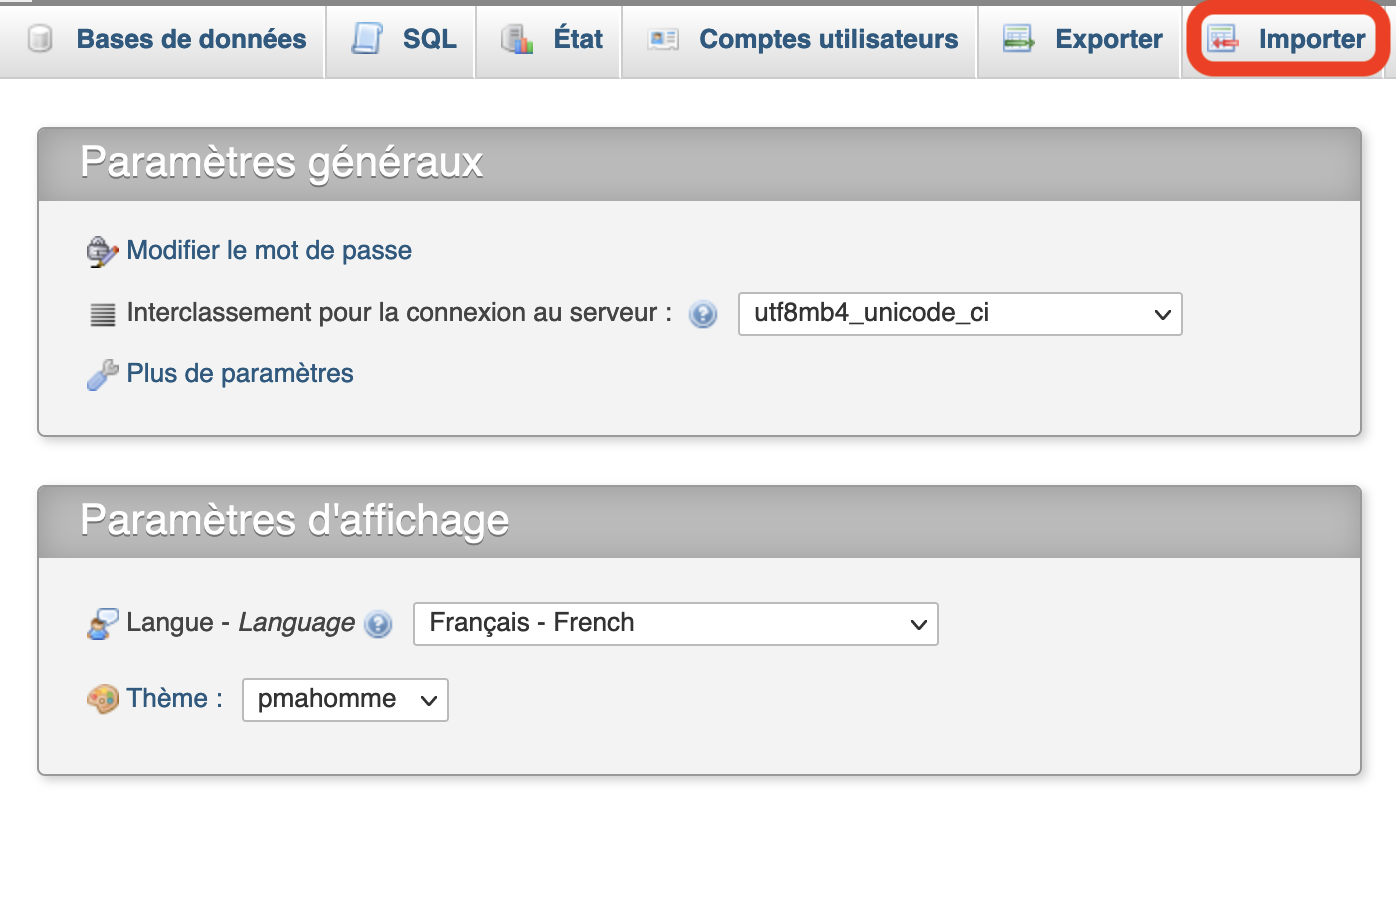 Bases de données SQL État Comptes utilisateurs Exporter Importer
Paramètres généraux
Modifier le mot de passe
Interclassement pour la connexion au serveur : utf8mb4_unicode_ci
Plus de paramètres
Paramètres d'affichage
Langue - Language Français - French
Thème : pmahomme